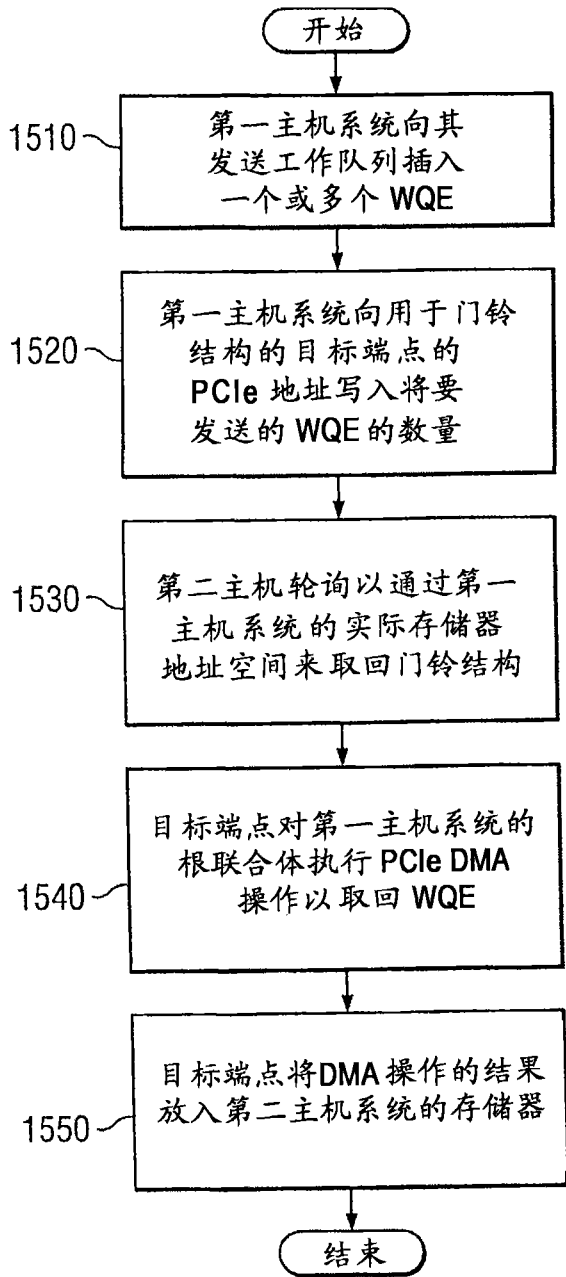 开始
1510
第一主机系统向其
发送工作队列插入
一个或多个 WQE
1520
第一主机系统向用于门铃
结构的目标端点的
PCIe 地址写入将要
发送的 WQE 的数量
1530
第二主机轮询以通过第一
主机系统的实际存储器
地址空间来取回门铃结构
1540
目标端点对第一主机系统的
根联合体执行 PCIe DMA
操作以取回 WQE
1550
目标端点将DMA 操作的结果
放入第二主机系统的存储器
结束